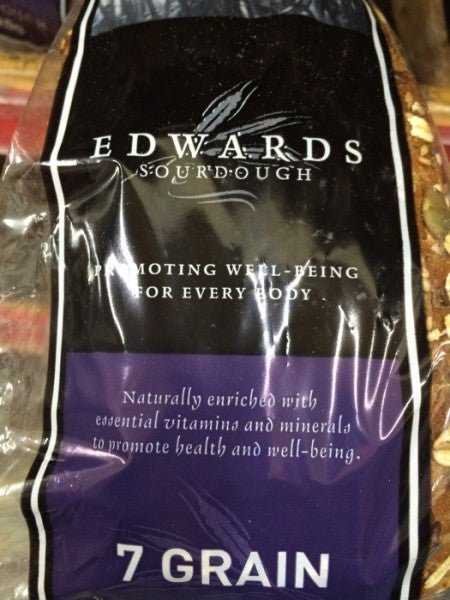 EDWARDS
SOURDOUGH
PROMOTING WELL-BEING
FOR EVERY BODY
Naturally enriched with
essential vitamins and minerals
to promote health and well-being.
7 GRAIN